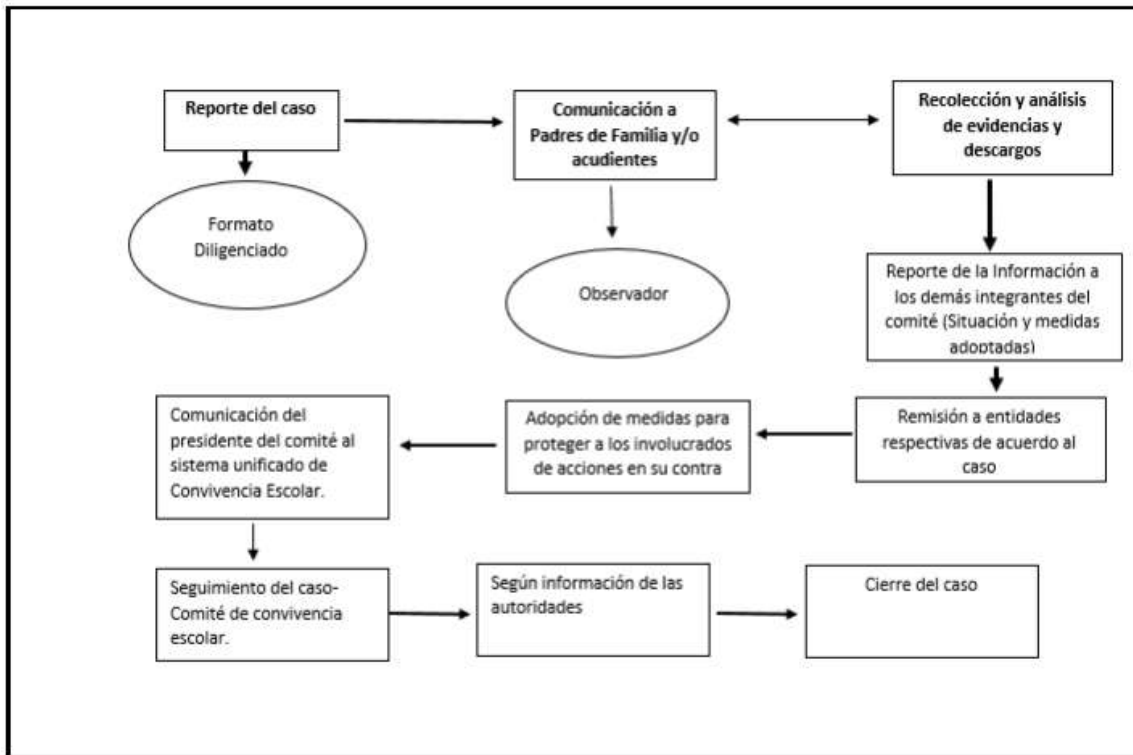 Reporte del caso
Comunicación a
Padres de Familia y/o
acudientes
Recolección y análisis
de evidencias y
descargos
Formato
Diligenciado
Observador
Reporte de la Información a
los demás integrantes del
comité (Situación y medidas
adoptadas)
Comunicación del
presidente del comité al
sistema unificado de
Convivencia Escolar.
Adopción de medidas para
proteger a los involucrados
de acciones en su contra
Remisión a entidades
respectivas de acuerdo al
caso
Seguimiento del caso-
Comité de convivencia
escolar.
Según información de las
autoridades
Cierre del caso